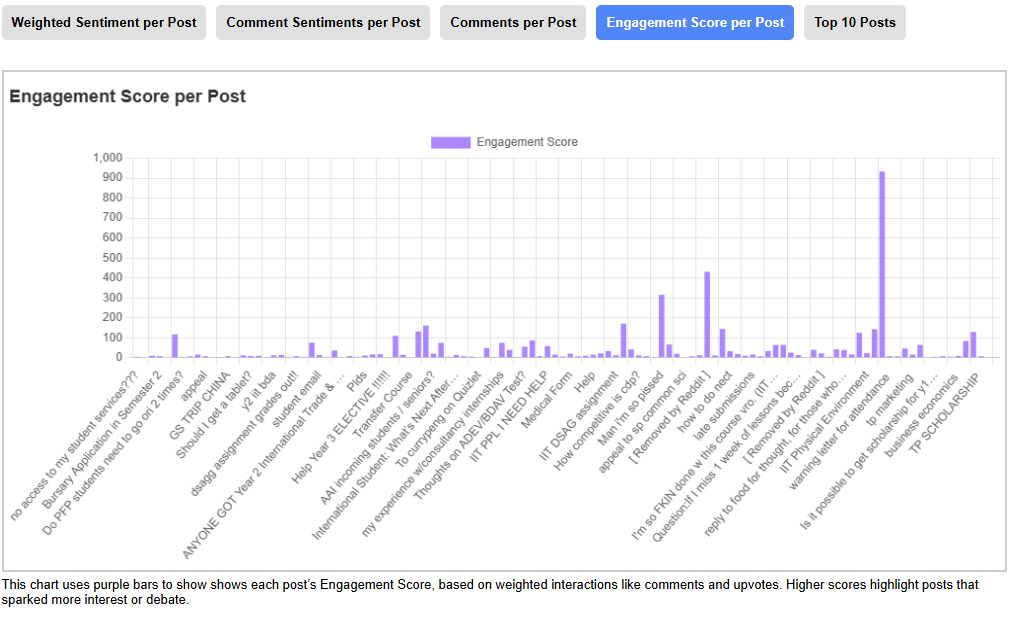 Weighted Sentiment per Post
Comment Sentiments per Post
Comments per Post
Engagement Score per Post
Top 10 Posts
Engagement Score per Post
Engagement Score
1,000
900
800
700
600
500
400
300
200
100
0
no access to my student services???
Bursary Application in Semester 2
Do PFP students need to go ori 2 times?
appeal
GS TRIP CHINA
Should I get a tablet?
y2 iit bda
dsagg assignment grades out!!
student email
ANYONE GOT Year 2 International Trade & …
Plds
Help Year 3 ELECTIVE !!!!!!
Transfer Course
AAI incoming students / seniors?
International Student: What's Next After…
To currypeng on Quizlet
my experience w/consultancy internships
Thoughts on ADEV/BDAV Test?
IIT PPL I NEED HELP
Medical Form
Help
IIT DSAG assignment
How competitive is cdp?
Man i'm so pissed
appeal to sp common sci
[ Removed by Reddit ]
how to do nect
late submissions
I'm so FKIN done w this course vro. (IIT…
Question:If I miss 1 week of lessons bec…
[ Removed by Reddit ]
reply to food for thought, for those who…
IIT Physical Environment
warning letter for attendance
tp marketing
Is it possible to get scholarship for y1…
business economics
TP SCHOLARSHIP
This chart uses purple bars to show shows each post's Engagement Score, based on weighted interactions like comments and upvotes. Higher scores highlight posts that
sparked more interest or debate.